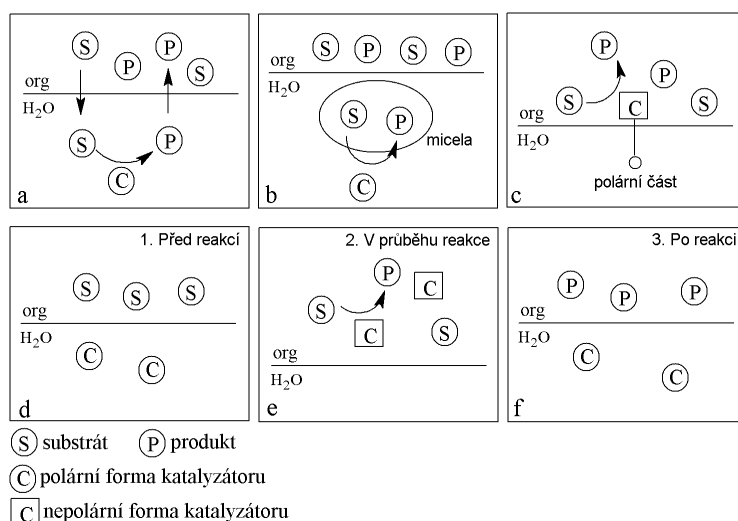 S P P S
org
H2O
S P
C
a
S P S P
org
H2O
S P
micela
C
b
P P
S C S
org
H2O
polární část
c
1. Před reakcí
S S S
org
H2O
C C
d
2. V průběhu reakce
P C
S C S
org
H2O
e
3. Po reakci
P P P
org
H2O
C C
f
S substrát P produkt
C polární forma katalyzátoru
C nepolární forma katalyzátoru